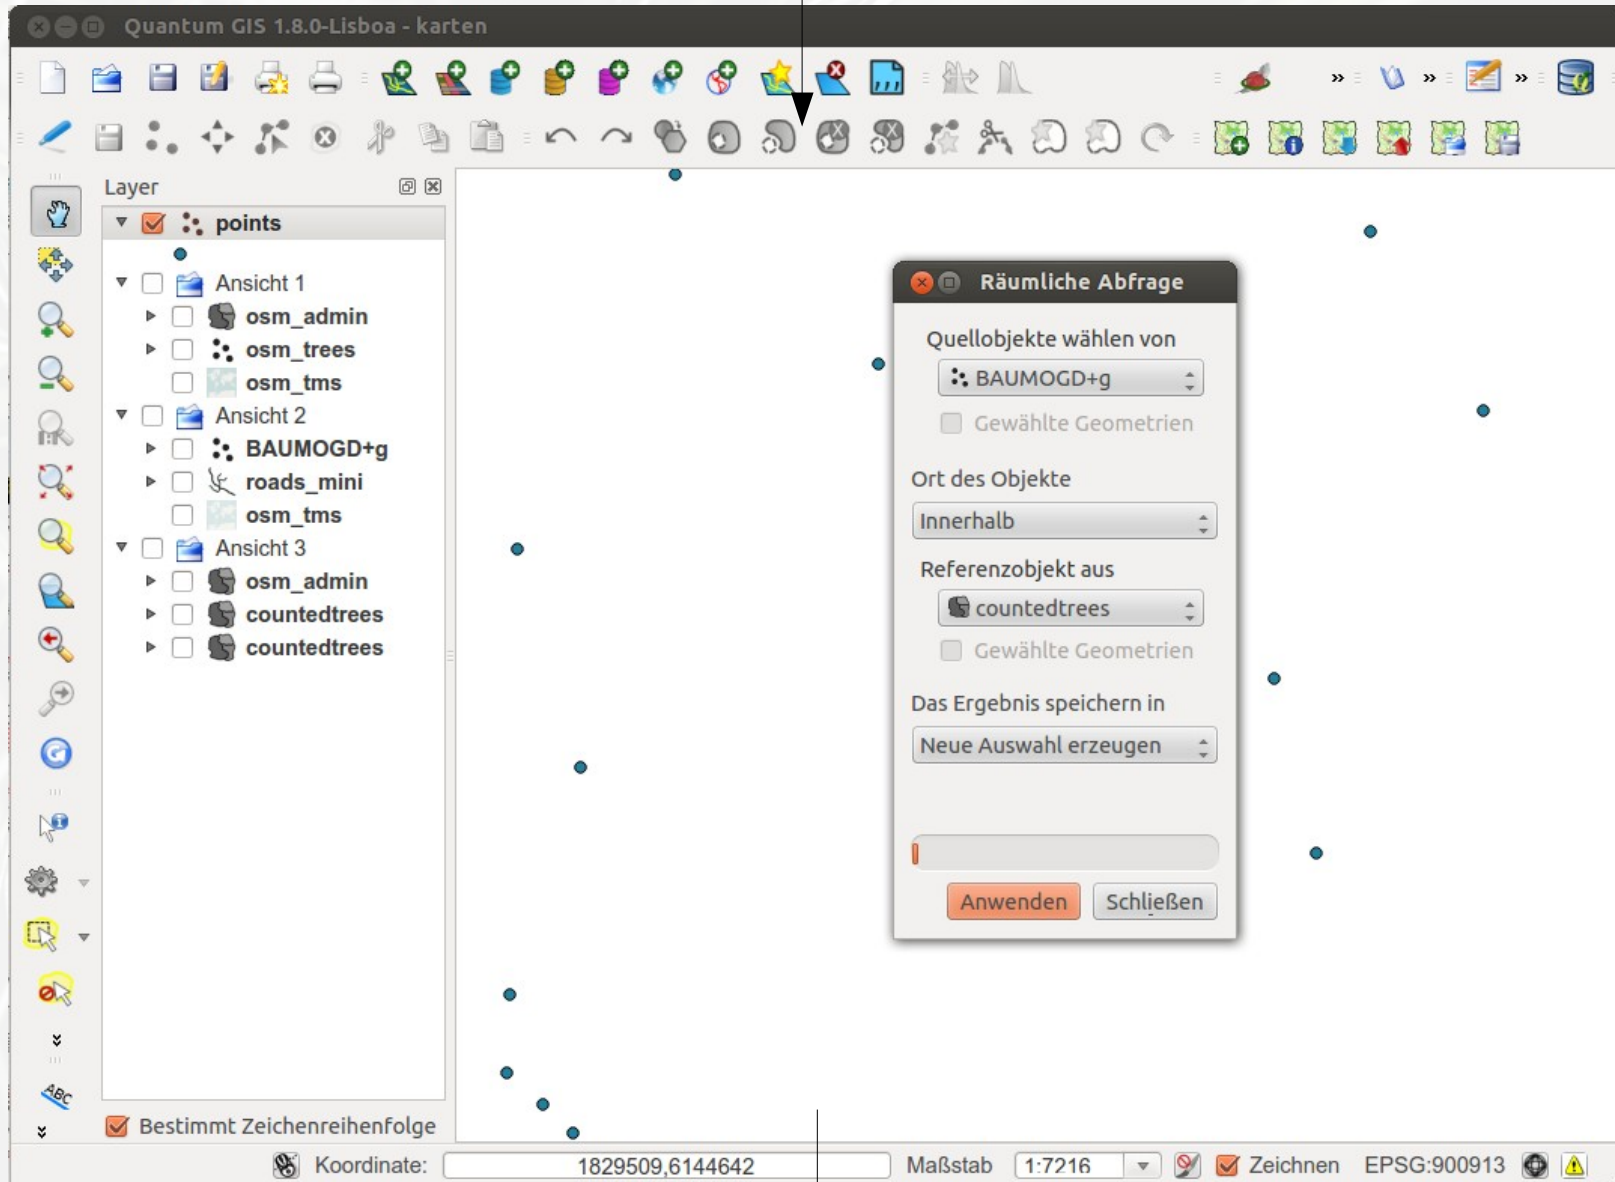 Quantum GIS 1.8.0-Lisboa - karten
Layer
points
Ansicht 1
osm_admin
osm_trees
osm_tms
Ansicht 2
BAUMOGD+g
roads_mini
osm_tms
Ansicht 3
osm_admin
countedtrees
countedtrees
Bestimmt Zeichenreihenfolge
Räumliche Abfrage
Quellobjekte wählen von
BAUMOGD+g
Gewählte Geometrien
Ort des Objekte
Innerhalb
Referenzobjekt aus
countedtrees
Gewählte Geometrien
Das Ergebnis speichern in
Neue Auswahl erzeugen
Anwenden Schließen
ABC
Koordinate: 1829509,6144642 Maßstab 1:7216 Zeichnen EPSG:900913